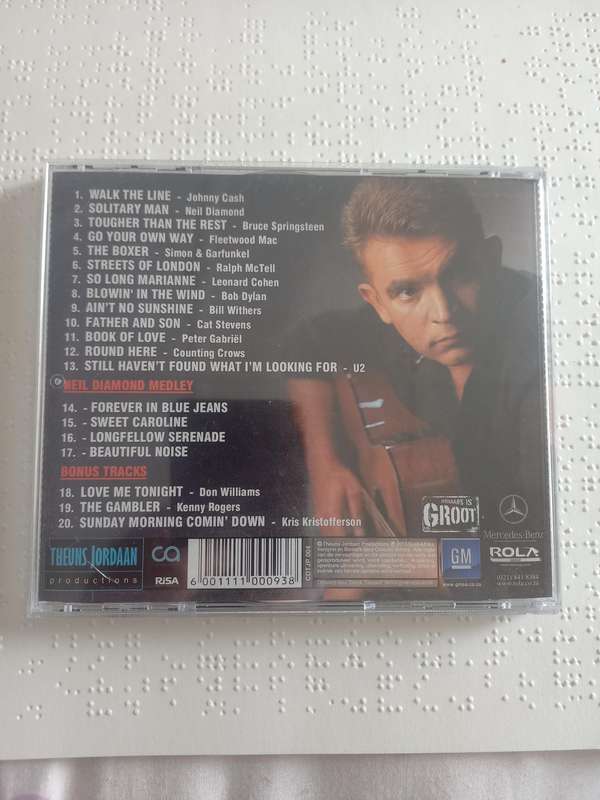 1. WALK THE LINE - Johnny Cash
2. SOLITARY MAN - Neil Diamond
3. TOUGHER THAN THE REST - Bruce Springsteen
4. GO YOUR OWN WAY - Fleetwood Mac
5. THE BOXER - Simon & Garfunkel
6. STREETS OF LONDON - Ralph McTell
7. SO LONG MARIANNE - Leonard Cohen
8. BLOWIN' IN THE WIND - Bob Dylan
9. AIN'T NO SUNSHINE - Bill Withers
10. FATHER AND SON - Cat Stevens
11. BOOK OF LOVE - Peter Gabriël
12. ROUND HERE - Counting Crows
13. STILL HAVEN'T FOUND WHAT I'M LOOKING FOR - U2
NEIL DIAMOND MEDLEY
14. - FOREVER IN BLUE JEANS
15. - SWEET CAROLINE
16. - LONGFELLOW SERENADE
17. - BEAUTIFUL NOISE
BONUS TRACKS
18. LOVE ME TONIGHT - Don Williams
19. THE GAMBLER - Kenny Rogers
20. SUNDAY MORNING COMIN' DOWN - Kris Kristofferson
GROOT
Mercedes-Benz
THEUNS JORDAAN
productions
RiSA
6 001111 000938
GM
www.gmsa.co.za
ROLA